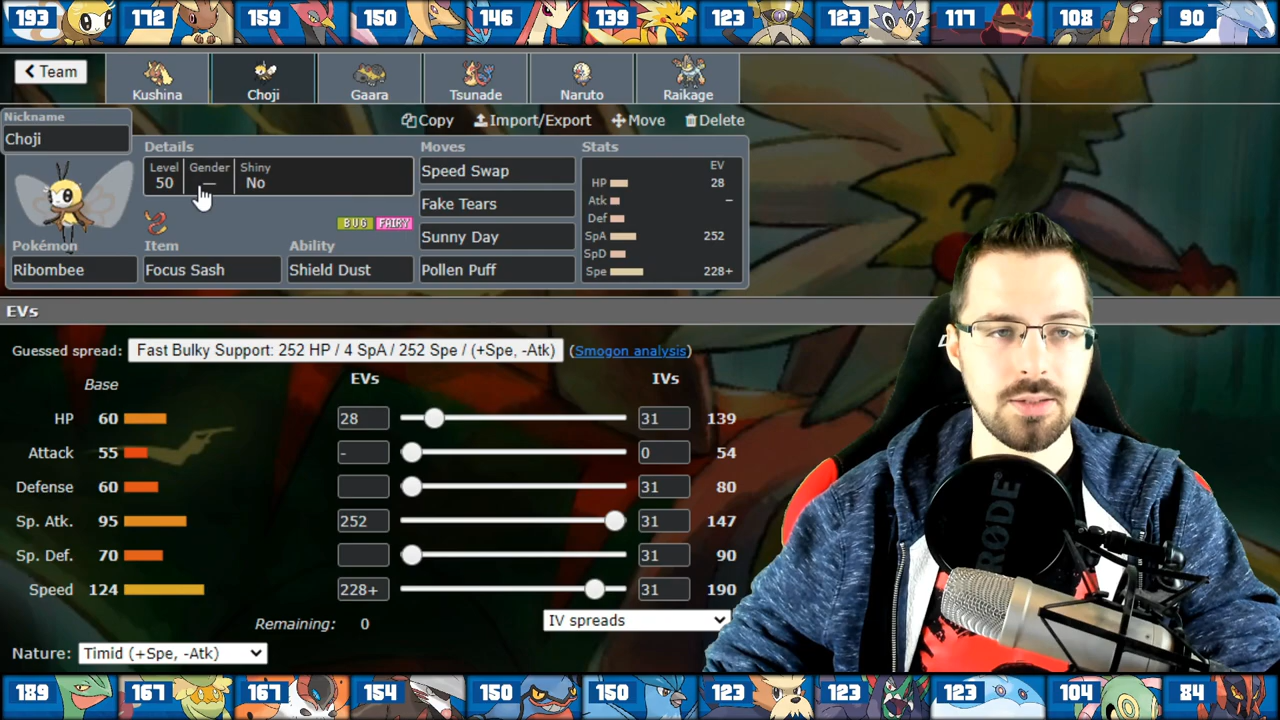 193 172 159 150 146 139 123 123 117 108 90
Team
Kushina Choji Gaara Tsunade Naruto Raikage
Copy Import/Export Move Delete
Nickname
Choji
Details
Level Gender Shiny
50 — No
BUG FAIRY
Pokémon Item Ability
Ribombee Focus Sash Shield Dust
Moves
Speed Swap
Fake Tears
Sunny Day
Pollen Puff
Stats
EV
HP 28
Atk –
Def
SpA 252
SpD
Spe 228+
EVs
Guessed spread: Fast Bulky Support: 252 HP / 4 SpA / 252 Spe / (+Spe, -Atk) (Smogon analysis)
Base EVs IVs
HP 60 28 31 139
Attack 55 - 0 54
Defense 60 31 80
Sp. Atk. 95 252 31 147
Sp. Def. 70 31 90
Speed 124 228+ 31 190
Remaining: 0
IV spreads
Nature: Timid (+Spe, -Atk)
RØDE
189 167 167 154 150 150 123 123 123 104 84